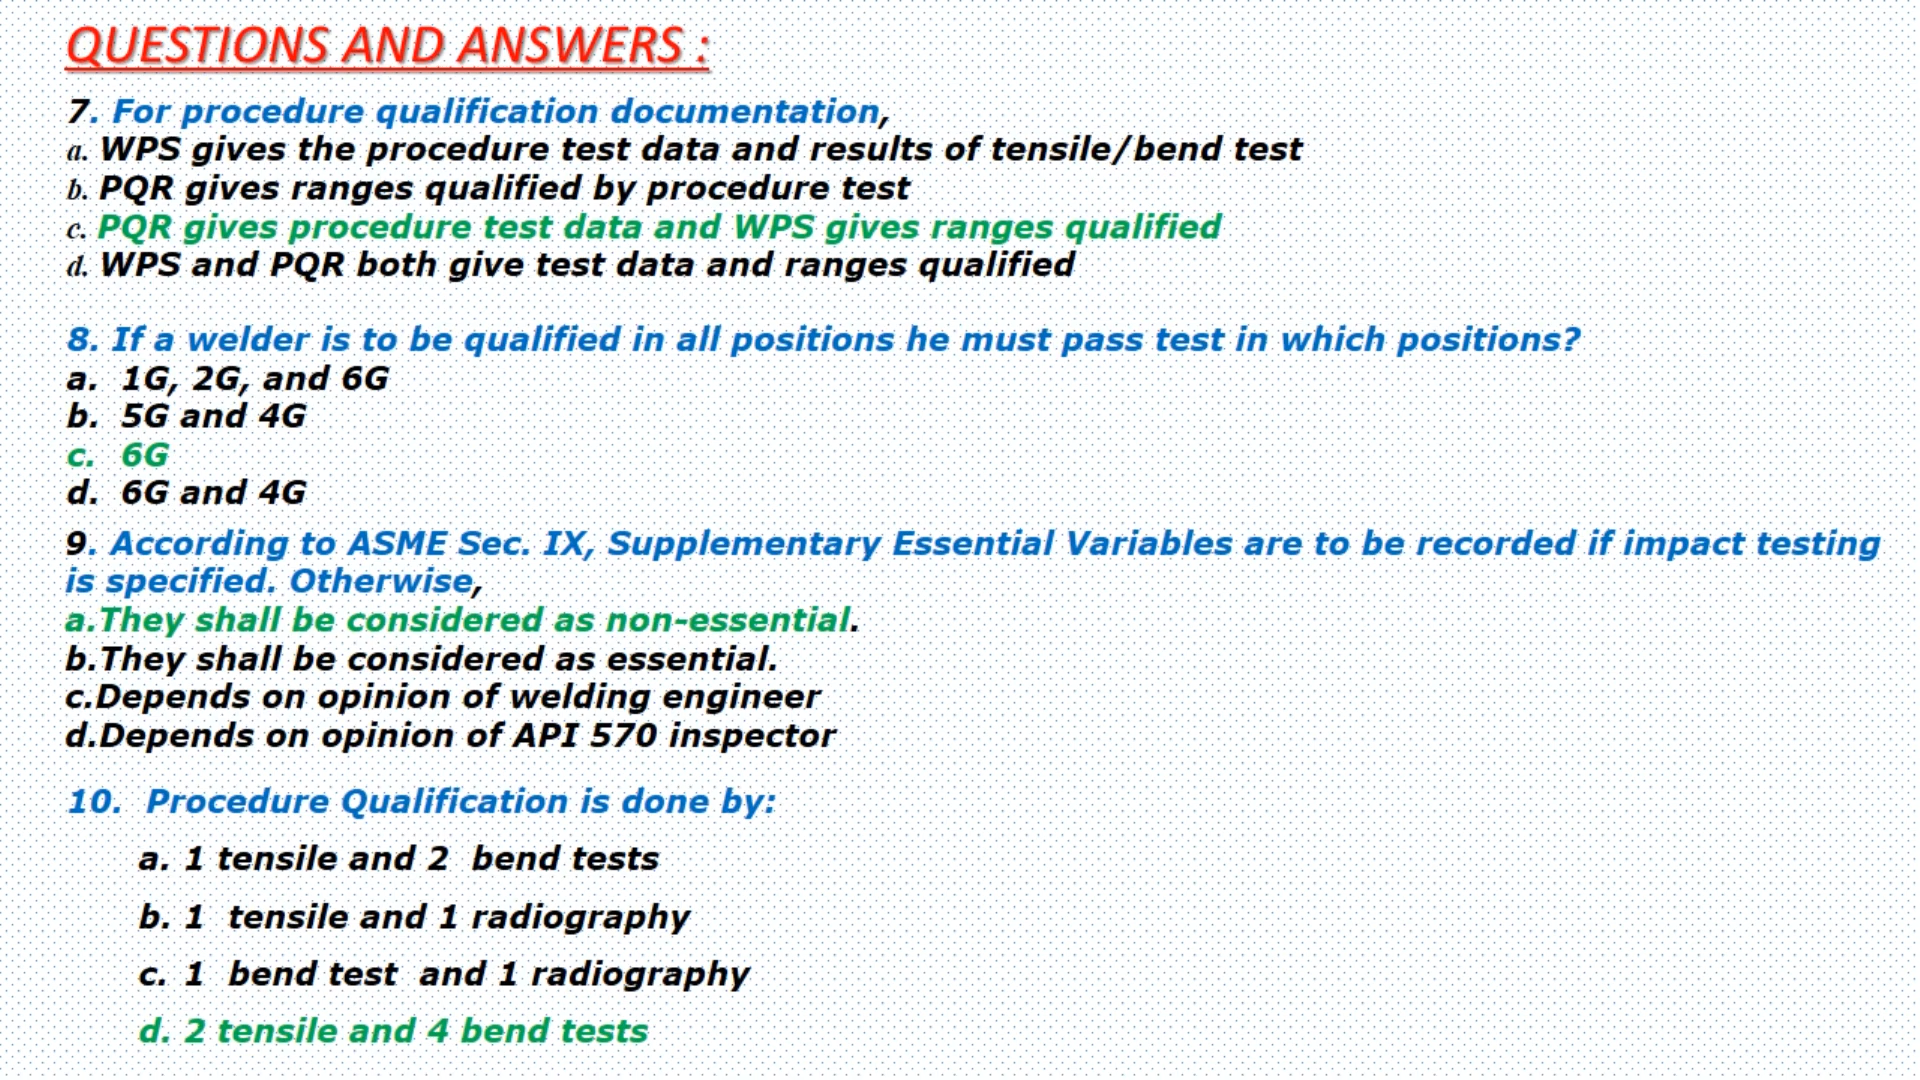 QUESTIONS AND ANSWERS :
7. For procedure qualification documentation,
a. WPS gives the procedure test data and results of tensile/bend test
b. PQR gives ranges qualified by procedure test
c. PQR gives procedure test data and WPS gives ranges qualified
d. WPS and PQR both give test data and ranges qualified
8. If a welder is to be qualified in all positions he must pass test in which positions?
a. 1G, 2G, and 6G
b. 5G and 4G
c. 6G
d. 6G and 4G
9. According to ASME Sec. IX, Supplementary Essential Variables are to be recorded if impact testing
is specified. Otherwise,
a.They shall be considered as non-essential.
b.They shall be considered as essential.
c.Depends on opinion of welding engineer
d.Depends on opinion of API 570 inspector
10. Procedure Qualification is done by:
a. 1 tensile and 2 bend tests
b. 1 tensile and 1 radiography
c. 1 bend test and 1 radiography
d. 2 tensile and 4 bend tests